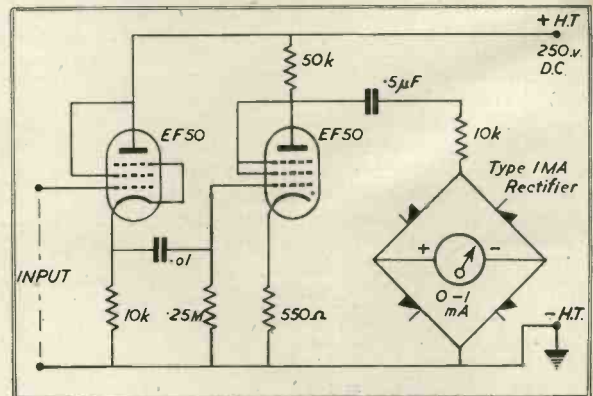 + H.T
250 v.
D.C.
50k
.5µF
EF50
EF50
10k
Type 1MA
Rectifier
+
-
0-1
mA
INPUT
.01
10k
.25M
550Ω
- H.T.